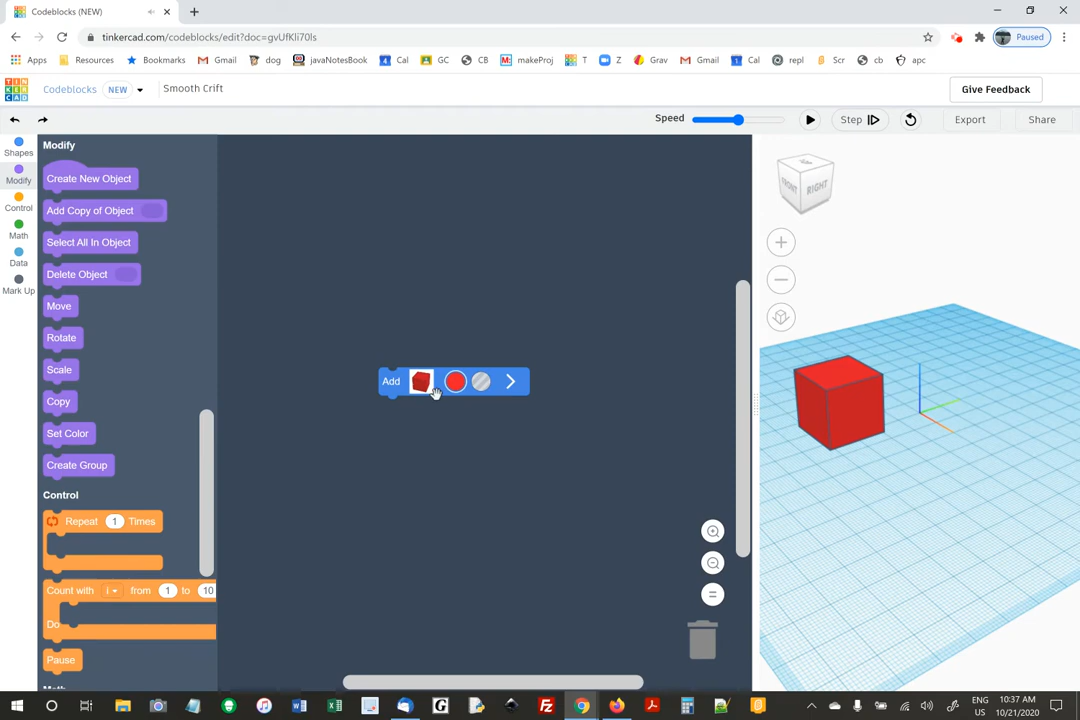 Codeblocks (NEW)
tinkercad.com/codeblocks/edit?doc=gvUfKli70Is
Paused
Apps
Resources
Bookmarks
Gmail
dog
javaNotesBook
Cal
GC
CB
makeProj
T
Z
Grav
Gmail
Cal
repl
Scr
cb
apc
TIN
KER
CAD
Codeblocks
NEW
Smooth Crift
Give Feedback
Speed
Step
Export
Share
Shapes
Modify
Control
Math
Data
Mark Up
Modify
Create New Object
Add Copy of Object
Select All In Object
Delete Object
Move
Rotate
Scale
Copy
Set Color
Create Group
Control
Repeat 1 Times
Count with i from 1 to 10
Do
Pause
Add
FRONT
RIGHT
ENG
US
10:37 AM
10/21/2020